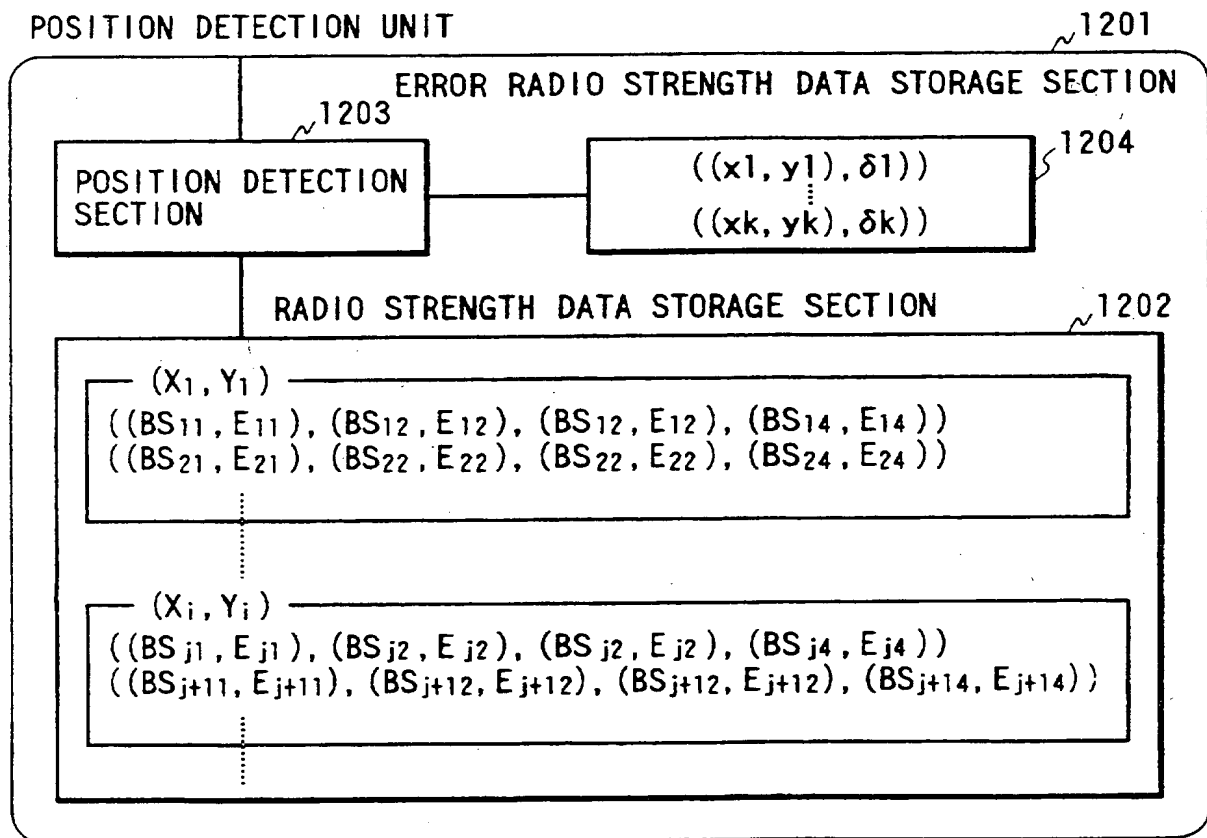 POSITION DETECTION UNIT
1201
ERROR RADIO STRENGTH DATA STORAGE SECTION
1203
1204
POSITION DETECTION
SECTION
((x1, y1), δ1))
((xk, yk), δk))
RADIO STRENGTH DATA STORAGE SECTION
1202
(X1, Y1)
((BS11, E11), (BS12, E12), (BS12, E12), (BS14, E14))
((BS21, E21), (BS22, E22), (BS22, E22), (BS24, E24))
(Xi, Yi)
((BSj1, Ej1), (BSj2, Ej2), (BSj2, Ej2), (BSj4, Ej4))
((BSj+11, Ej+11), (BSj+12, Ej+12), (BSj+12, Ej+12), (BSj+14, Ej+14))